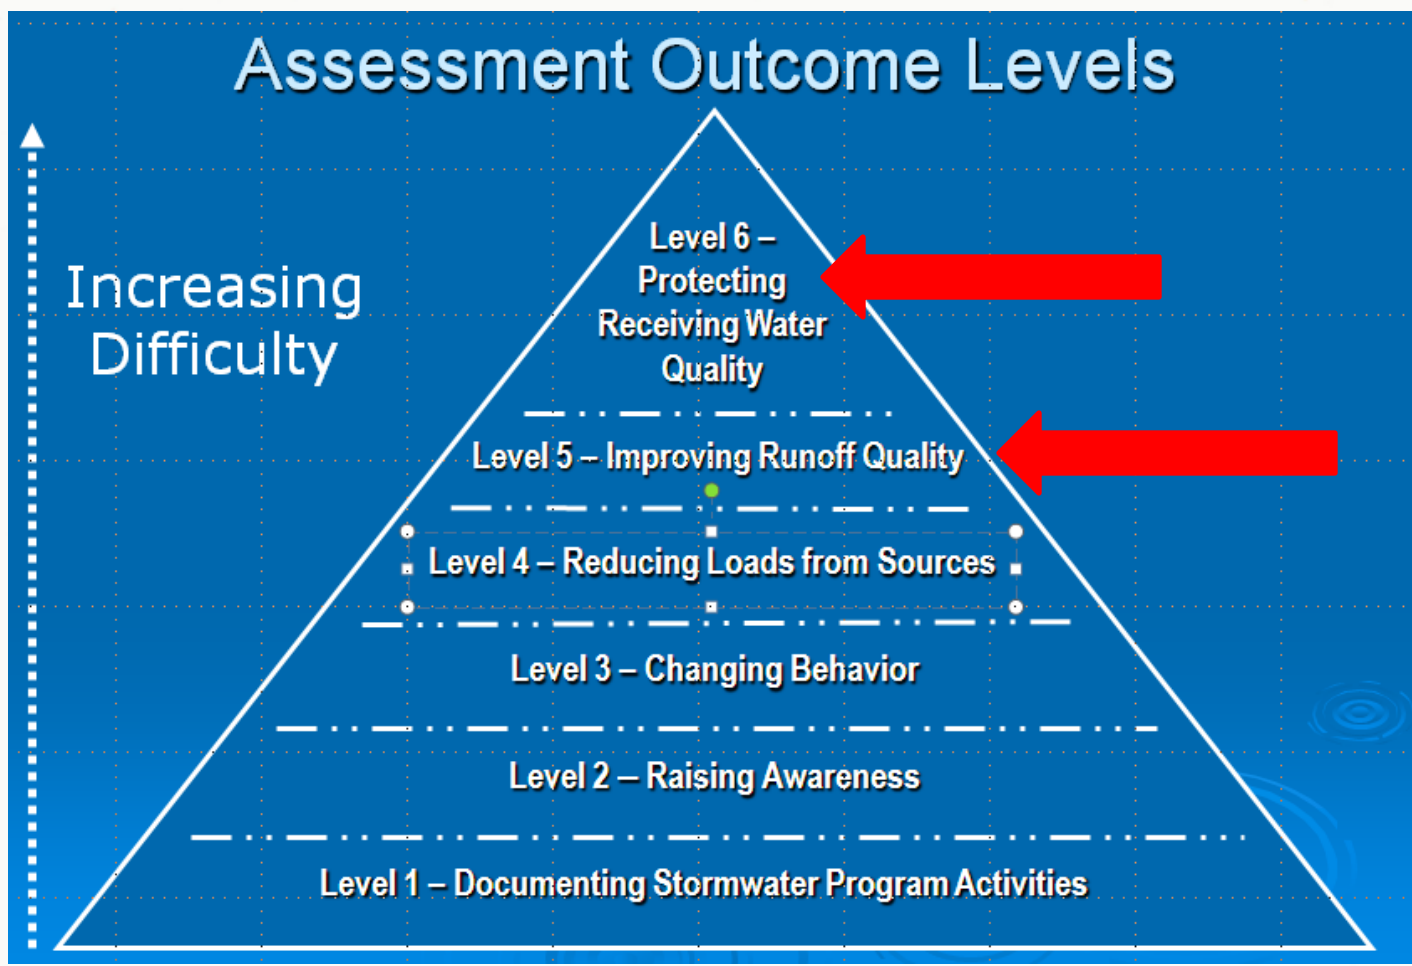 Assessment Outcome Levels
Increasing
Difficulty
Level 6 –
Protecting
Receiving Water
Quality
Level 5 – Improving Runoff Quality
Level 4 – Reducing Loads from Sources
Level 3 – Changing Behavior
Level 2 – Raising Awareness
Level 1 – Documenting Stormwater Program Activities